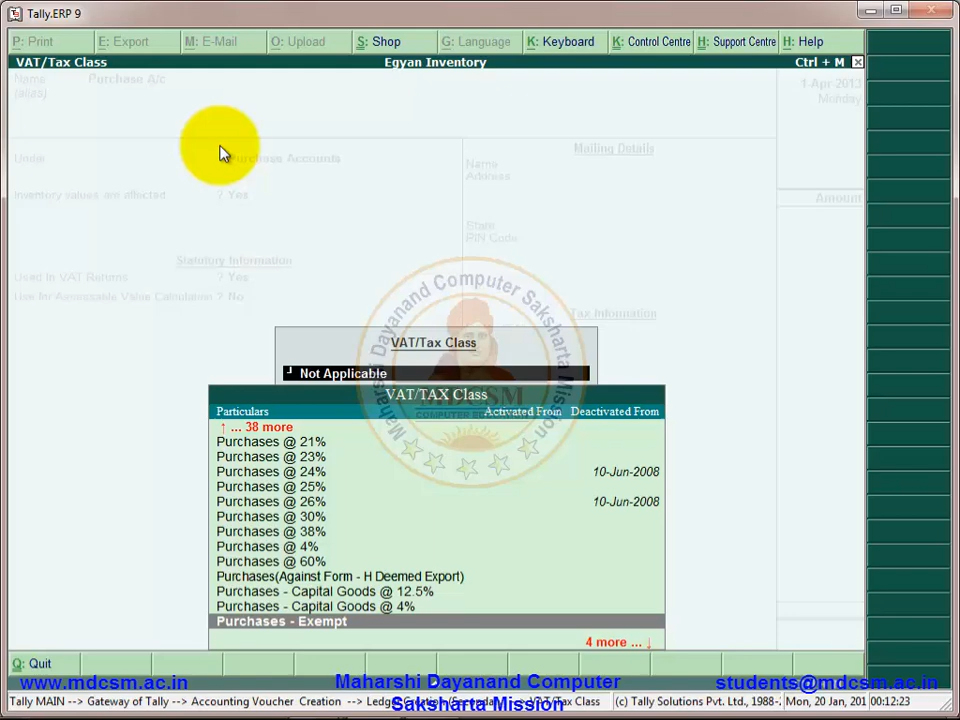 Tally.ERP 9
P: Print E: Export M: E-Mail O: Upload S: Shop G: Language K: Keyboard K: Control Centre H: Support Centre H: Help
VAT/Tax Class Egyan Inventory Ctrl + M
Name Purchase A/c 1-Apr-2013
(alias) Monday
Mailing Details
Under Purchase Accounts Name
Address
Inventory values are affected ? Yes Amount
State
PIN Code
Statutory Information
Used In VAT Returns ? Yes
Use for Assessable Value Calculation ? No
Tax Information
Maharshi Dayanand Computer Saksharta Mission
MDCSM
VAT/Tax Class
Not Applicable
VAT/TAX Class
Particulars Activated From Deactivated From
↑ ... 38 more
Purchases @ 21%
Purchases @ 23%
Purchases @ 24% 10-Jun-2008
Purchases @ 25%
Purchases @ 26% 10-Jun-2008
Purchases @ 30%
Purchases @ 38%
Purchases @ 4%
Purchases @ 60%
Purchases(Against Form - H Deemed Export)
Purchases - Capital Goods @ 12.5%
Purchases - Capital Goods @ 4%
Purchases - Exempt
4 more ... ↓
Q: Quit
www.mdcsm.ac.in Maharshi Dayanand Computer students@mdcsm.ac.in
Saksharta Mission
Tally MAIN --> Gateway of Tally --> Accounting Voucher Creation --> VAT/Tax Class (c) Tally Solutions Pvt. Ltd., 1988- Mon, 20 Jan, 201 00:12:23